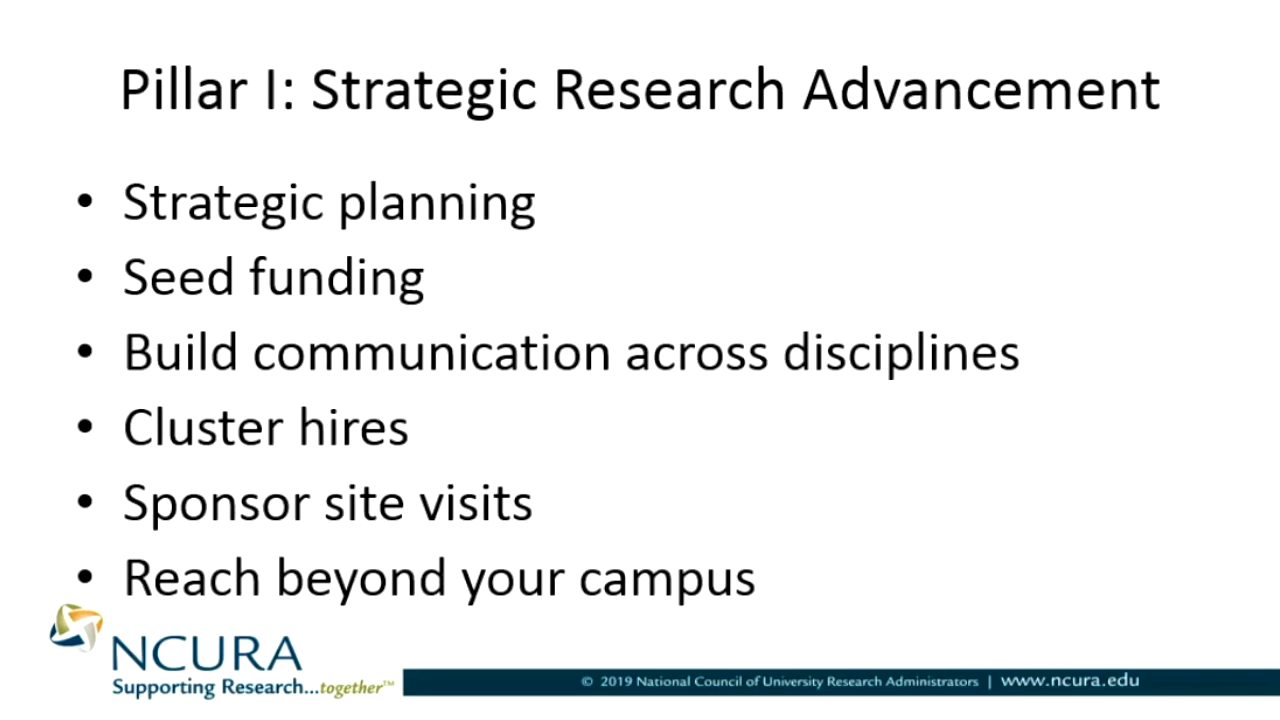 Pillar I: Strategic Research Advancement
• Strategic planning
• Seed funding
• Build communication across disciplines
• Cluster hires
• Sponsor site visits
• Reach beyond your campus
NCURA
Supporting Research...together™
© 2019 National Council of University Research Administrators | www.ncura.edu